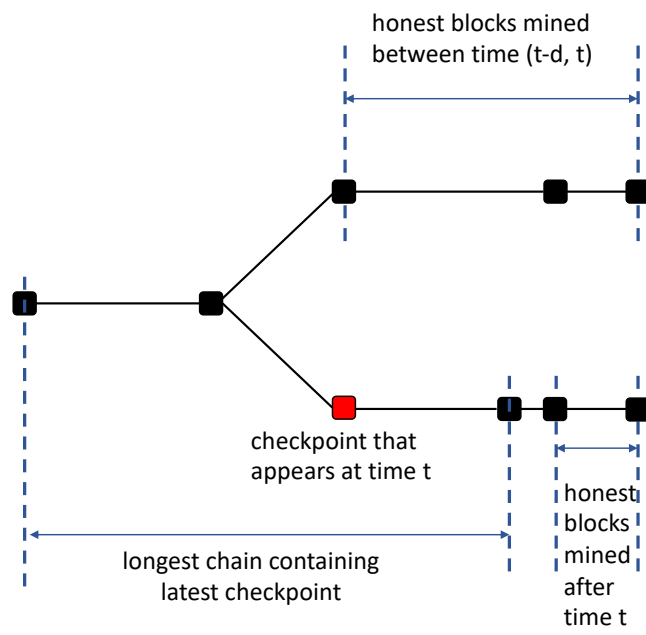 honest blocks mined
between time (t-d, t)
checkpoint that
appears at time t
longest chain containing
latest checkpoint
honest
blocks
mined
after
time t